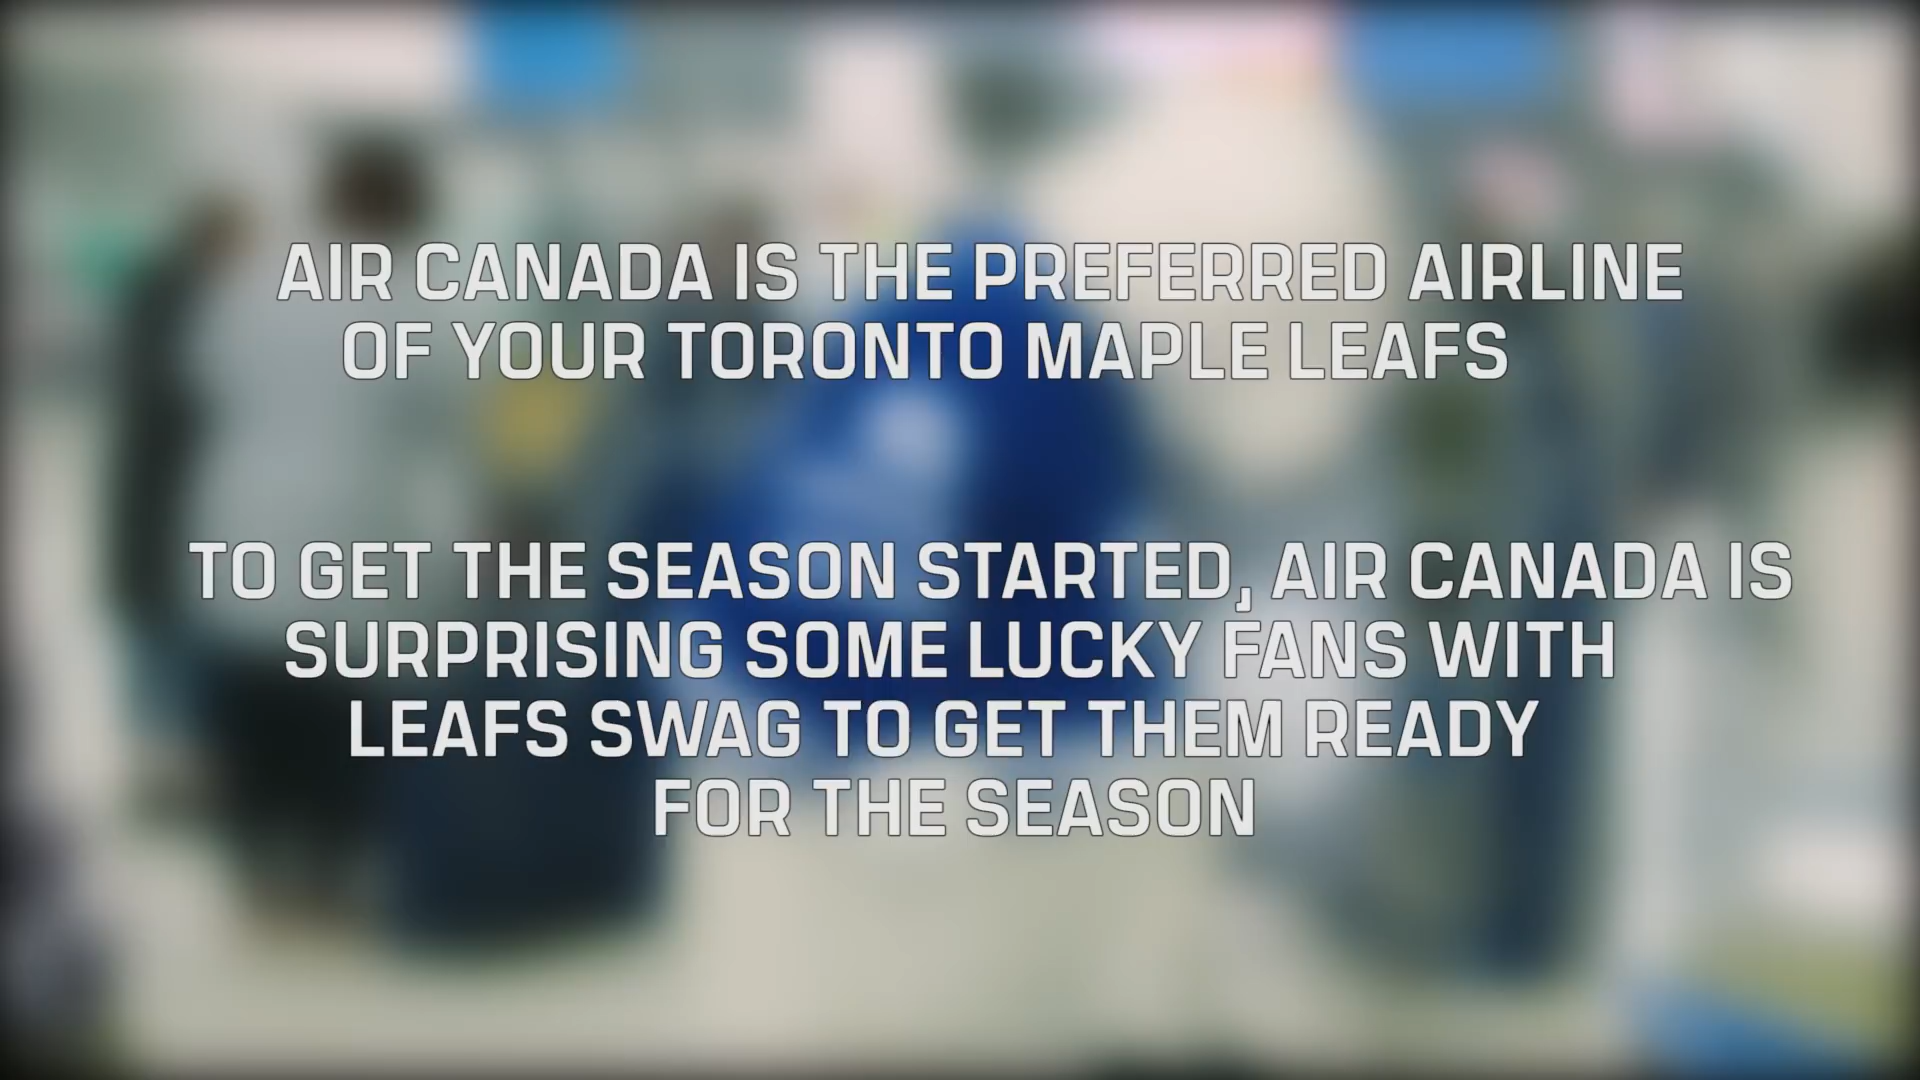 AIR CANADA IS THE PREFERRED AIRLINE
OF YOUR TORONTO MAPLE LEAFS
TO GET THE SEASON STARTED, AIR CANADA IS
SURPRISING SOME LUCKY FANS WITH
LEAFS SWAG TO GET THEM READY
FOR THE SEASON